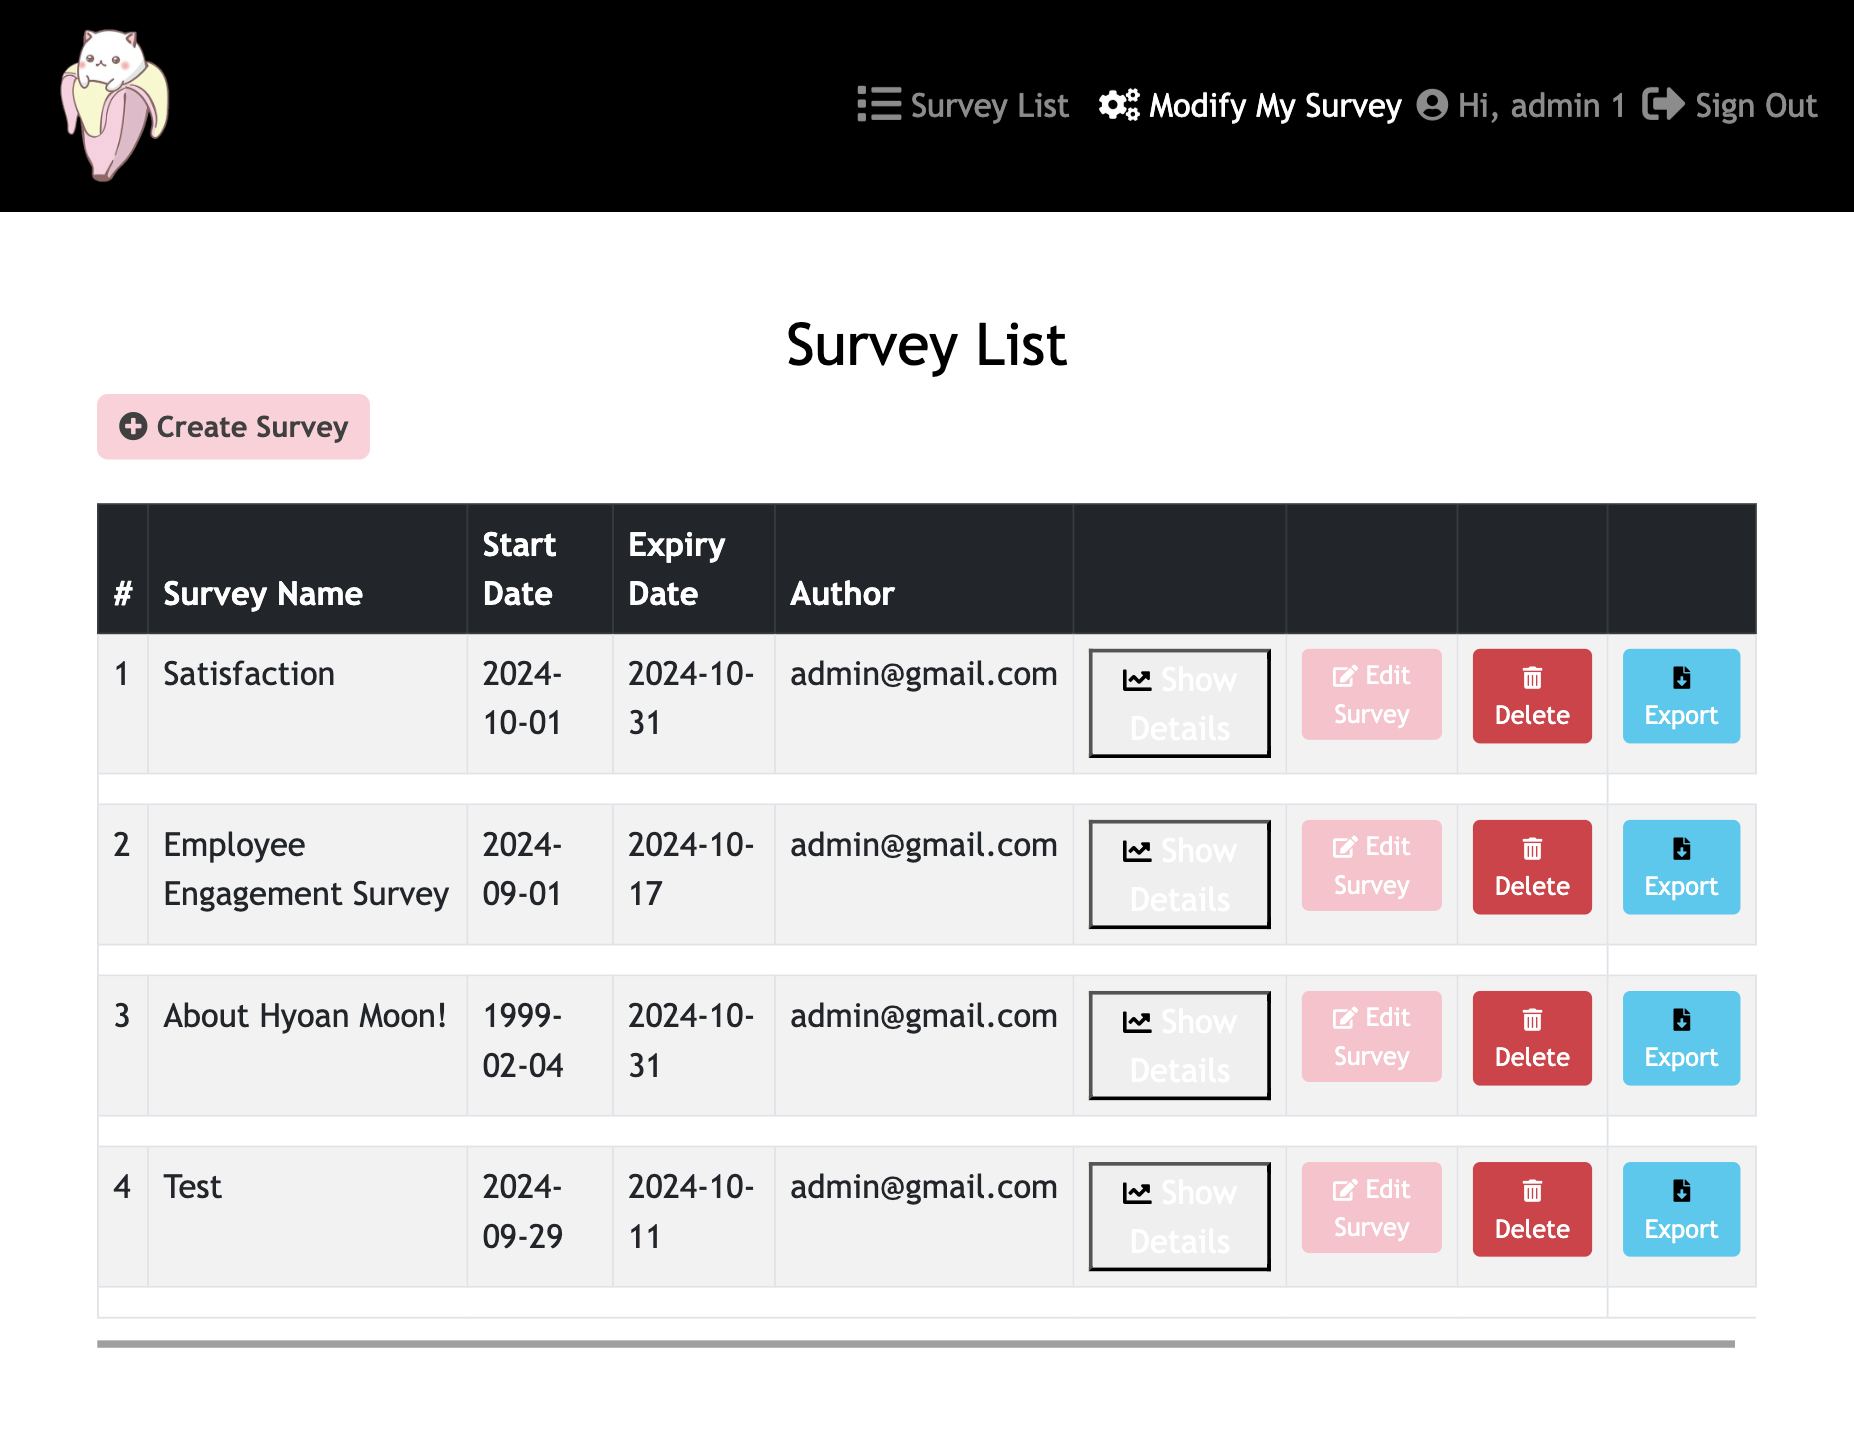 Survey List Modify My Survey Hi, admin 1 Sign Out
Survey List
Create Survey
# Survey Name Start Date Expiry Date Author
1 Satisfaction 2024-10-01 2024-10-31 admin@gmail.com Show Details Edit Survey Delete Export
2 Employee Engagement Survey 2024-09-01 2024-10-17 admin@gmail.com Show Details Edit Survey Delete Export
3 About Hyoan Moon! 1999-02-04 2024-10-31 admin@gmail.com Show Details Edit Survey Delete Export
4 Test 2024-09-29 2024-10-11 admin@gmail.com Show Details Edit Survey Delete Export